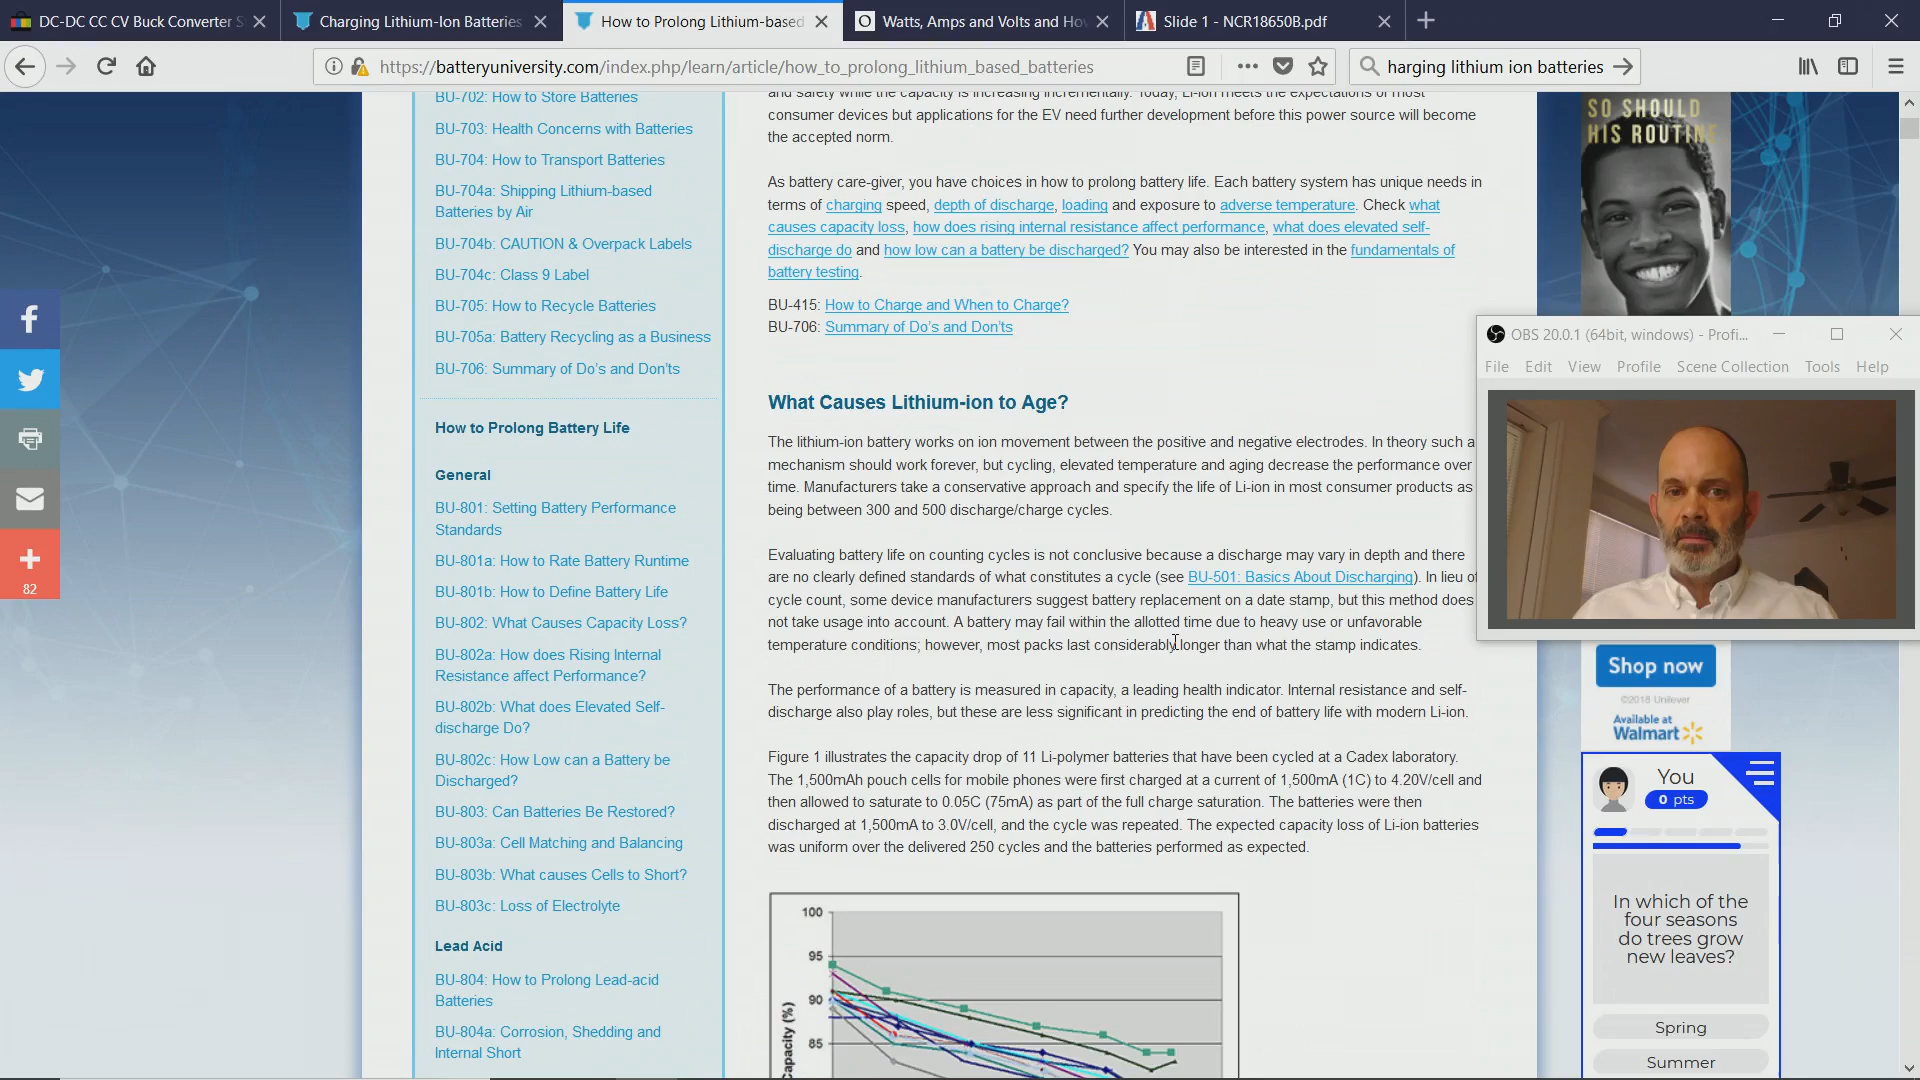 DC-DC CC CV Buck Converter S
Charging Lithium-Ion Batteries
How to Prolong Lithium-based
Watts, Amps and Volts and Ho
Slide 1 - NCR18650B.pdf
https://batteryuniversity.com/index.php/learn/article/how_to_prolong_lithium_based_batteries
harging lithium ion batteries
82
BU-702: How to Store Batteries
BU-703: Health Concerns with Batteries
BU-704: How to Transport Batteries
BU-704a: Shipping Lithium-based
Batteries by Air
BU-704b: CAUTION & Overpack Labels
BU-704c: Class 9 Label
BU-705: How to Recycle Batteries
BU-705a: Battery Recycling as a Business
BU-706: Summary of Do's and Don'ts
How to Prolong Battery Life
General
BU-801: Setting Battery Performance
Standards
BU-801a: How to Rate Battery Runtime
BU-801b: How to Define Battery Life
BU-802: What Causes Capacity Loss?
BU-802a: How does Rising Internal
Resistance affect Performance?
BU-802b: What does Elevated Self-
discharge Do?
BU-802c: How Low can a Battery be
Discharged?
BU-803: Can Batteries Be Restored?
BU-803a: Cell Matching and Balancing
BU-803b: What causes Cells to Short?
BU-803c: Loss of Electrolyte
Lead Acid
BU-804: How to Prolong Lead-acid
Batteries
BU-804a: Corrosion, Shedding and
Internal Short
and safety while the capacity is increasing incrementally. Today, Li-ion meets the expectations of most
consumer devices but applications for the EV need further development before this power source will become
the accepted norm.
As battery care-giver, you have choices in how to prolong battery life. Each battery system has unique needs in
terms of charging speed, depth of discharge, loading and exposure to adverse temperature. Check what
causes capacity loss, how does rising internal resistance affect performance, what does elevated self-
discharge do and how low can a battery be discharged? You may also be interested in the fundamentals of
battery testing.
BU-415: How to Charge and When to Charge?
BU-706: Summary of Do's and Don'ts
What Causes Lithium-ion to Age?
The lithium-ion battery works on ion movement between the positive and negative electrodes. In theory such a
mechanism should work forever, but cycling, elevated temperature and aging decrease the performance over
time. Manufacturers take a conservative approach and specify the life of Li-ion in most consumer products as
being between 300 and 500 discharge/charge cycles.
Evaluating battery life on counting cycles is not conclusive because a discharge may vary in depth and there
are no clearly defined standards of what constitutes a cycle (see BU-501: Basics About Discharging). In lieu of
cycle count, some device manufacturers suggest battery replacement on a date stamp, but this method does
not take usage into account. A battery may fail within the allotted time due to heavy use or unfavorable
temperature conditions; however, most packs last considerably longer than what the stamp indicates.
The performance of a battery is measured in capacity, a leading health indicator. Internal resistance and self-
discharge also play roles, but these are less significant in predicting the end of battery life with modern Li-ion.
Figure 1 illustrates the capacity drop of 11 Li-polymer batteries that have been cycled at a Cadex laboratory.
The 1,500mAh pouch cells for mobile phones were first charged at a current of 1,500mA (1C) to 4.20V/cell and
then allowed to saturate to 0.05C (75mA) as part of the full charge saturation. The batteries were then
discharged at 1,500mA to 3.0V/cell, and the cycle was repeated. The expected capacity loss of Li-ion batteries
was uniform over the delivered 250 cycles and the batteries performed as expected.
100
95
90
85
Capacity (%)
SO SHOULD
HIS ROUTINE
OBS 20.0.1 (64bit, windows) - Profi...
File Edit View Profile Scene Collection Tools Help
Shop now
©2018 Unilever
Available at
Walmart
You
0 pts
In which of the
four seasons
do trees grow
new leaves?
Spring
Summer